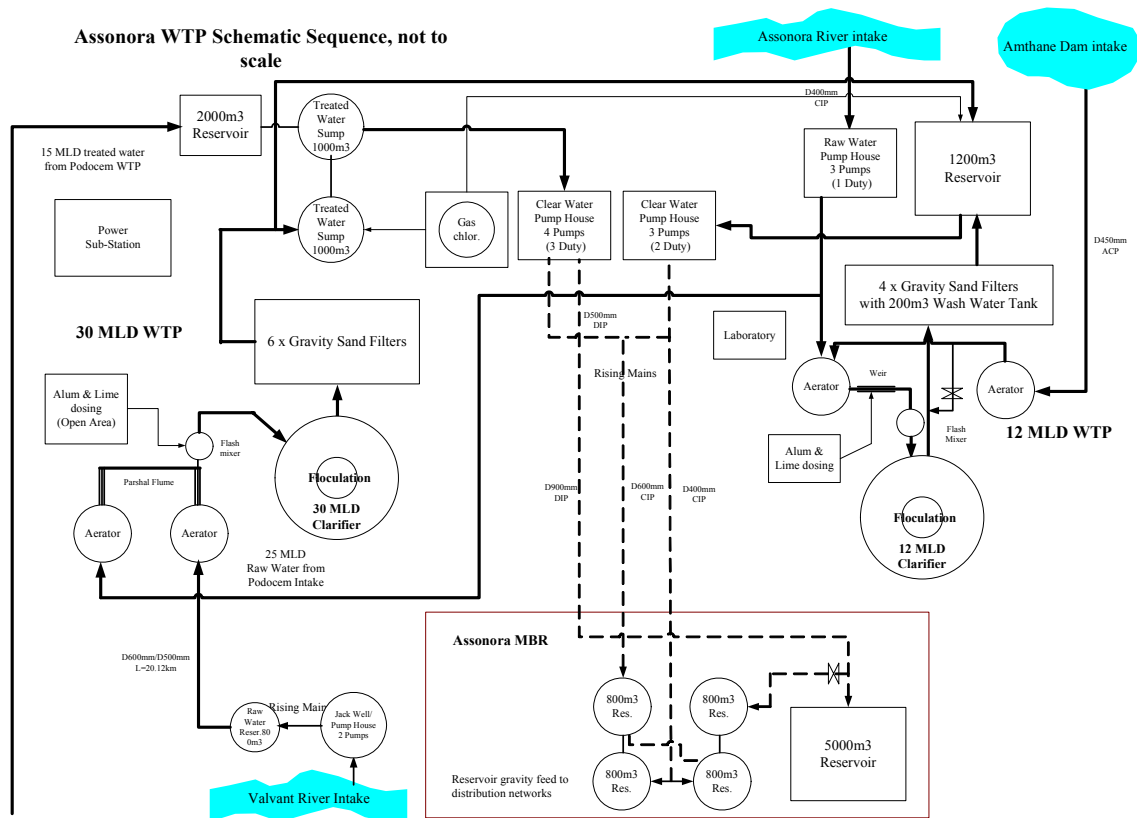 Assonora WTP Schematic Sequence, not to
scale
Assonora River intake
Amthane Dam intake
2000m3
Reservoir
Treated
Water
Sump
1000m3
D400mm
CIP
Raw Water
Pump House
3 Pumps
(1 Duty)
1200m3
Reservoir
15 MLD treated water
from Podocem WTP
Power
Sub-Station
Treated
Water
Sump
1000m3
Gas
chlor.
Clear Water
Pump House
4 Pumps
(3 Duty)
Clear Water
Pump House
3 Pumps
(2 Duty)
D450mm
ACP
4 x Gravity Sand Filters
with 200m3 Wash Water Tank
30 MLD WTP
6 x Gravity Sand Filters
D500mm
DIP
Laboratory
Rising Mains
Aerator
Weir
Aerator
Alum & Lime
dosing
(Open Area)
Flash
mixer
Flash
Mixer
12 MLD WTP
Alum &
Lime dosing
Parshal Flume
Floculation
30 MLD
Clarifier
D900mm
DIP
D600mm
CIP
D400mm
CIP
Floculation
12 MLD
Clarifier
Aerator
Aerator
25 MLD
Raw Water from
Podocem Intake
D600mm/D500mm
L=20.12km
Assonora MBR
Raw
Water
Reser.80
0m3
Rising Main
Jack Well/
Pump House
2 Pumps
800m3
Res.
800m3
Res.
5000m3
Reservoir
Reservoir gravity feed to
distribution networks
800m3
Res.
800m3
Res.
Valvant River Intake